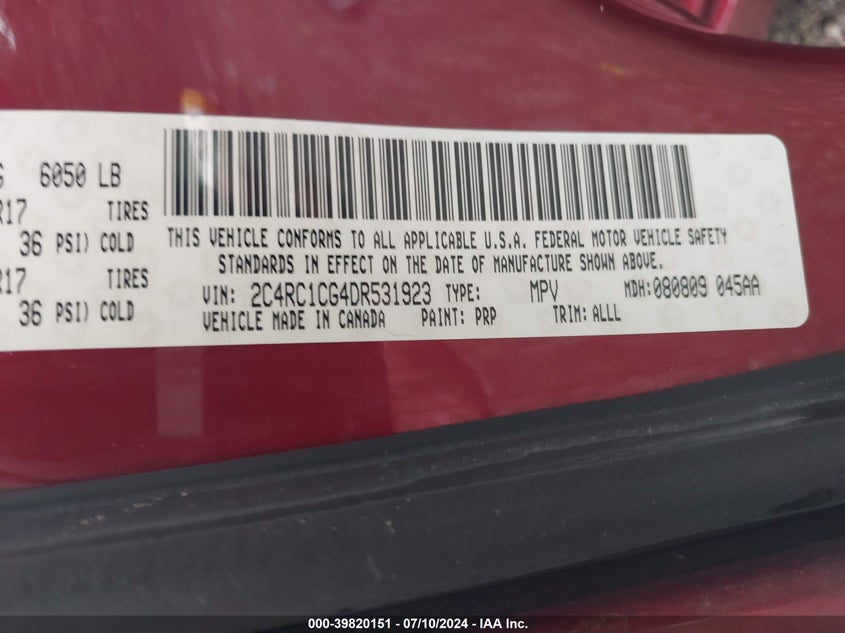 6050 LB
R17 TIRES
36 PSI) COLD
R17 TIRES
36 PSI) COLD
THIS VEHICLE CONFORMS TO ALL APPLICABLE U.S.A. FEDERAL MOTOR VEHICLE SAFETY
STANDARDS IN EFFECT ON THE DATE OF MANUFACTURE SHOWN ABOVE.
VIN: 2C4RC1CG4DR531923 TYPE: MPV MDH:080809 045AA
VEHICLE MADE IN CANADA PAINT: PRP TRIM: ALLL
000-39820151 - 07/10/2024 - IAA Inc.